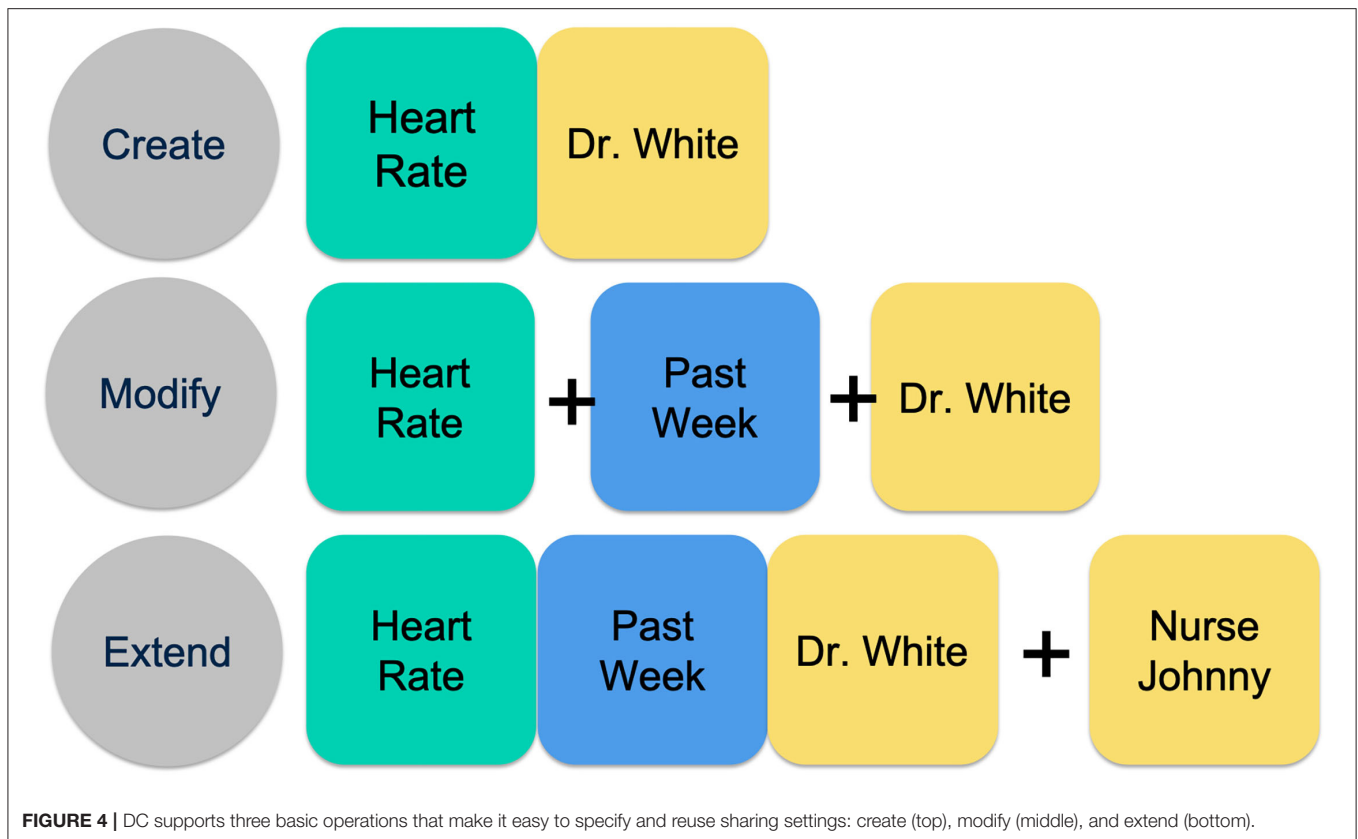 Create
Heart
Rate
Dr. White
Modify
Heart
Rate
+
Past
Week
+
Dr. White
Extend
Heart
Rate
Past
Week
Dr. White
+
Nurse
Johnny
FIGURE 4 | DC supports three basic operations that make it easy to specify and reuse sharing settings: create (top), modify (middle), and extend (bottom).